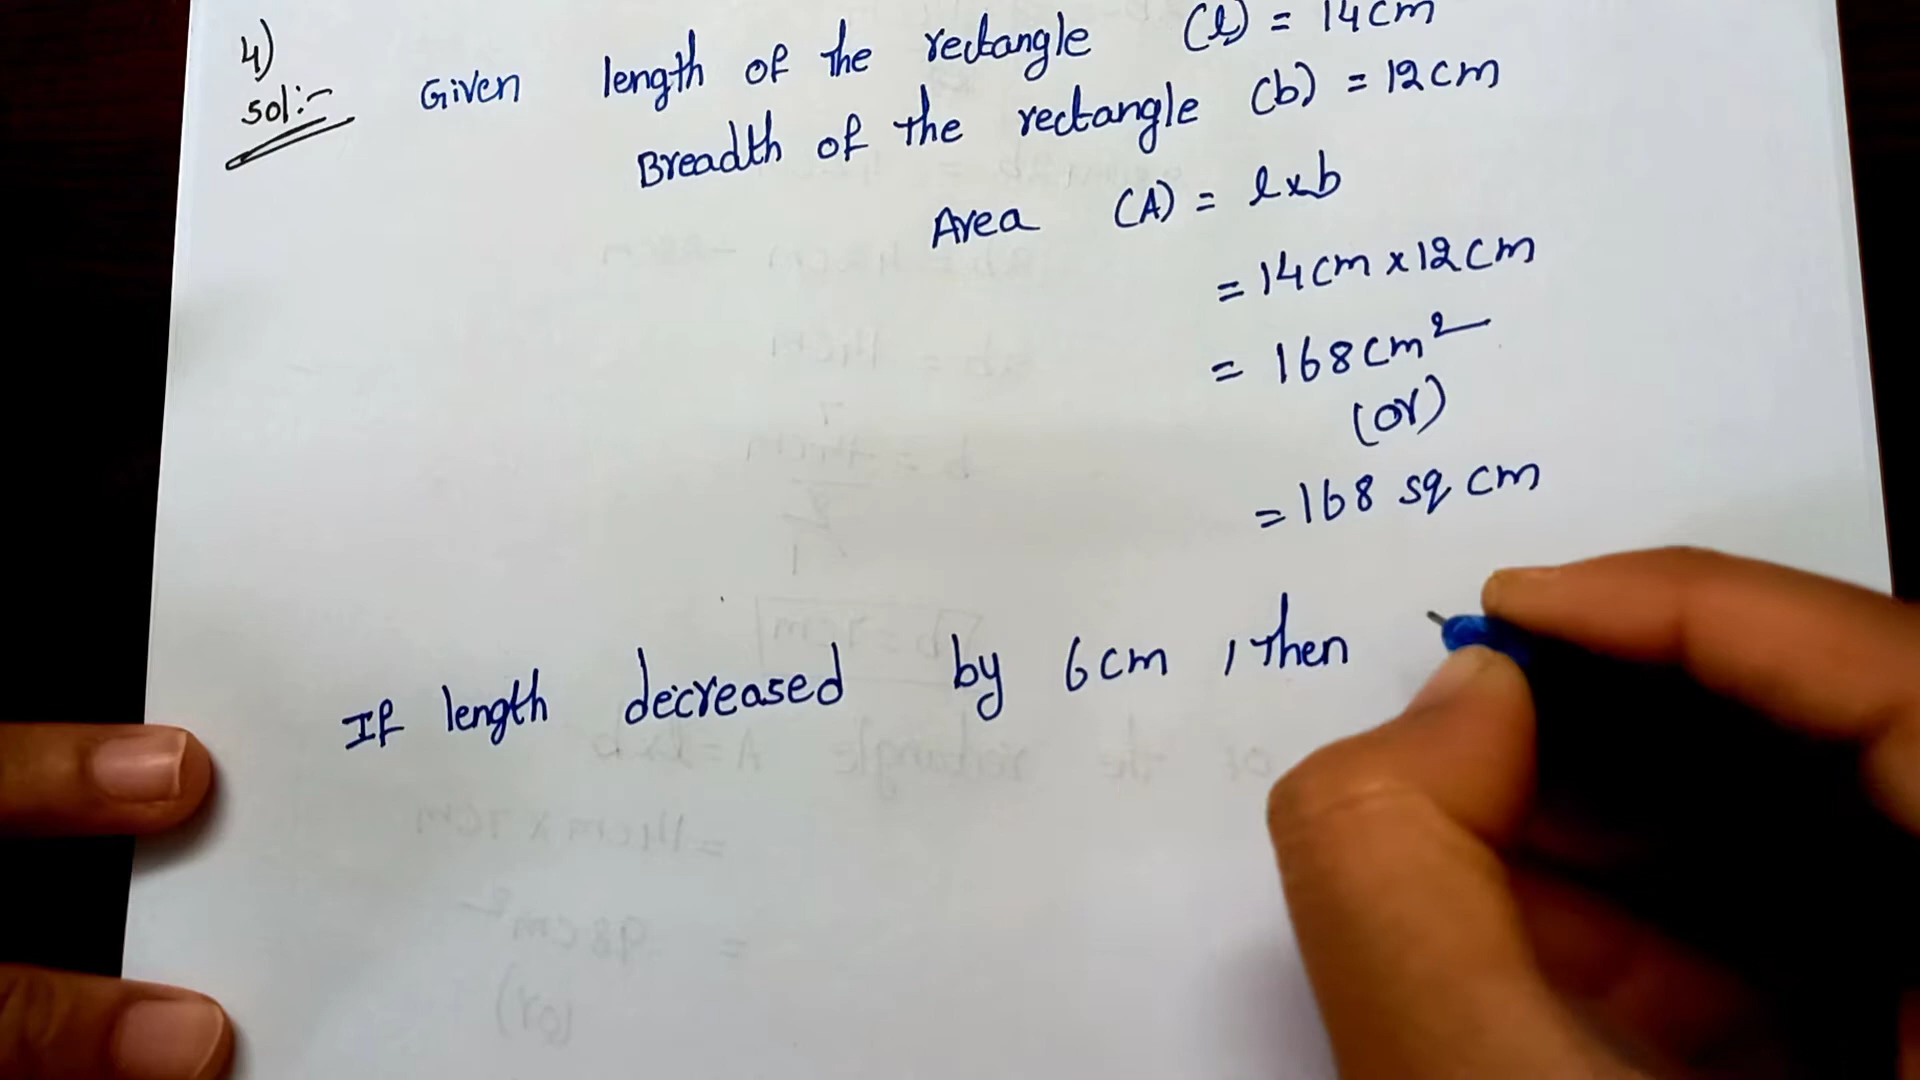 4)
Sol:- Given length of the rectangle (l) = 14cm
Breadth of the rectangle (b) = 12cm
Area (A) = l×b
= 14cm×12cm
= 168cm²
(or)
= 168 sq cm
If length decreased by 6cm, then